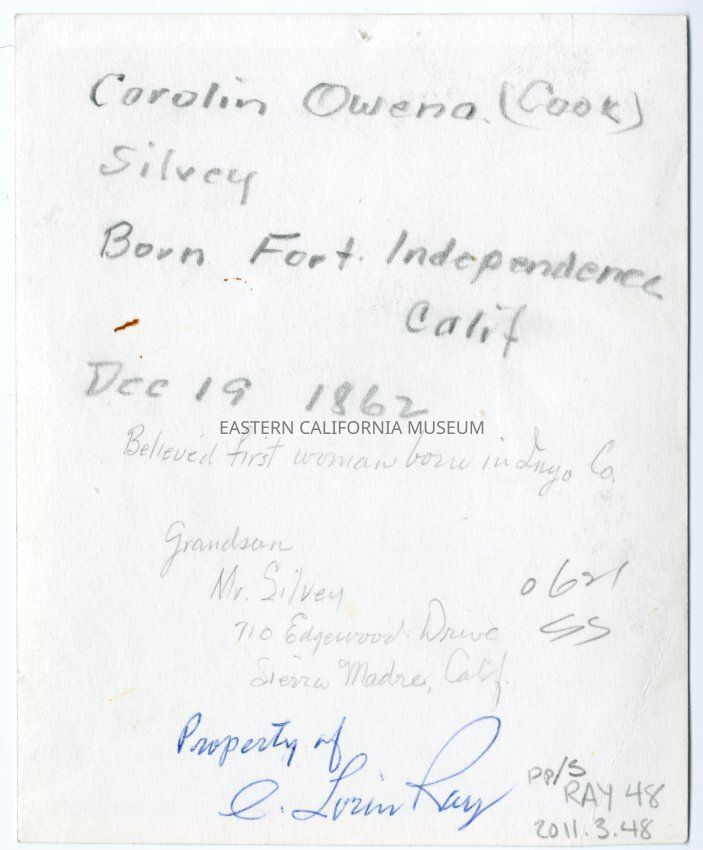 Carolin Owena (Cook)
Silvey
Born Fort. Independence
Calif
Dec 19 1862
EASTERN CALIFORNIA MUSEUM
Believed first woman born in Inyo Co.
Grandson
Mr. Silvey
710 Edgewood Drive
Sierra Madre, Calif.
0621
SS
Property of
C. Lorin Ray
pp/S
RAY 48
2011.3.48